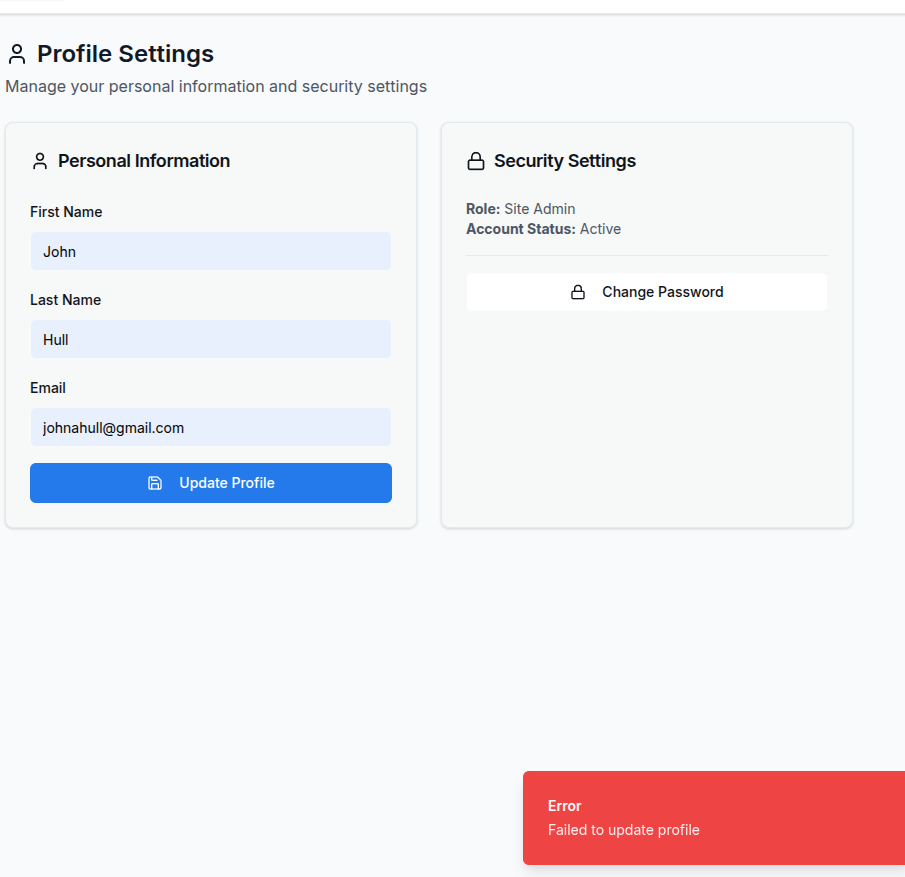 Profile Settings
Manage your personal information and security settings
Personal Information
First Name
John
Last Name
Hull
Email
johnahull@gmail.com
Update Profile
Security Settings
Role: Site Admin
Account Status: Active
Change Password
Error
Failed to update profile